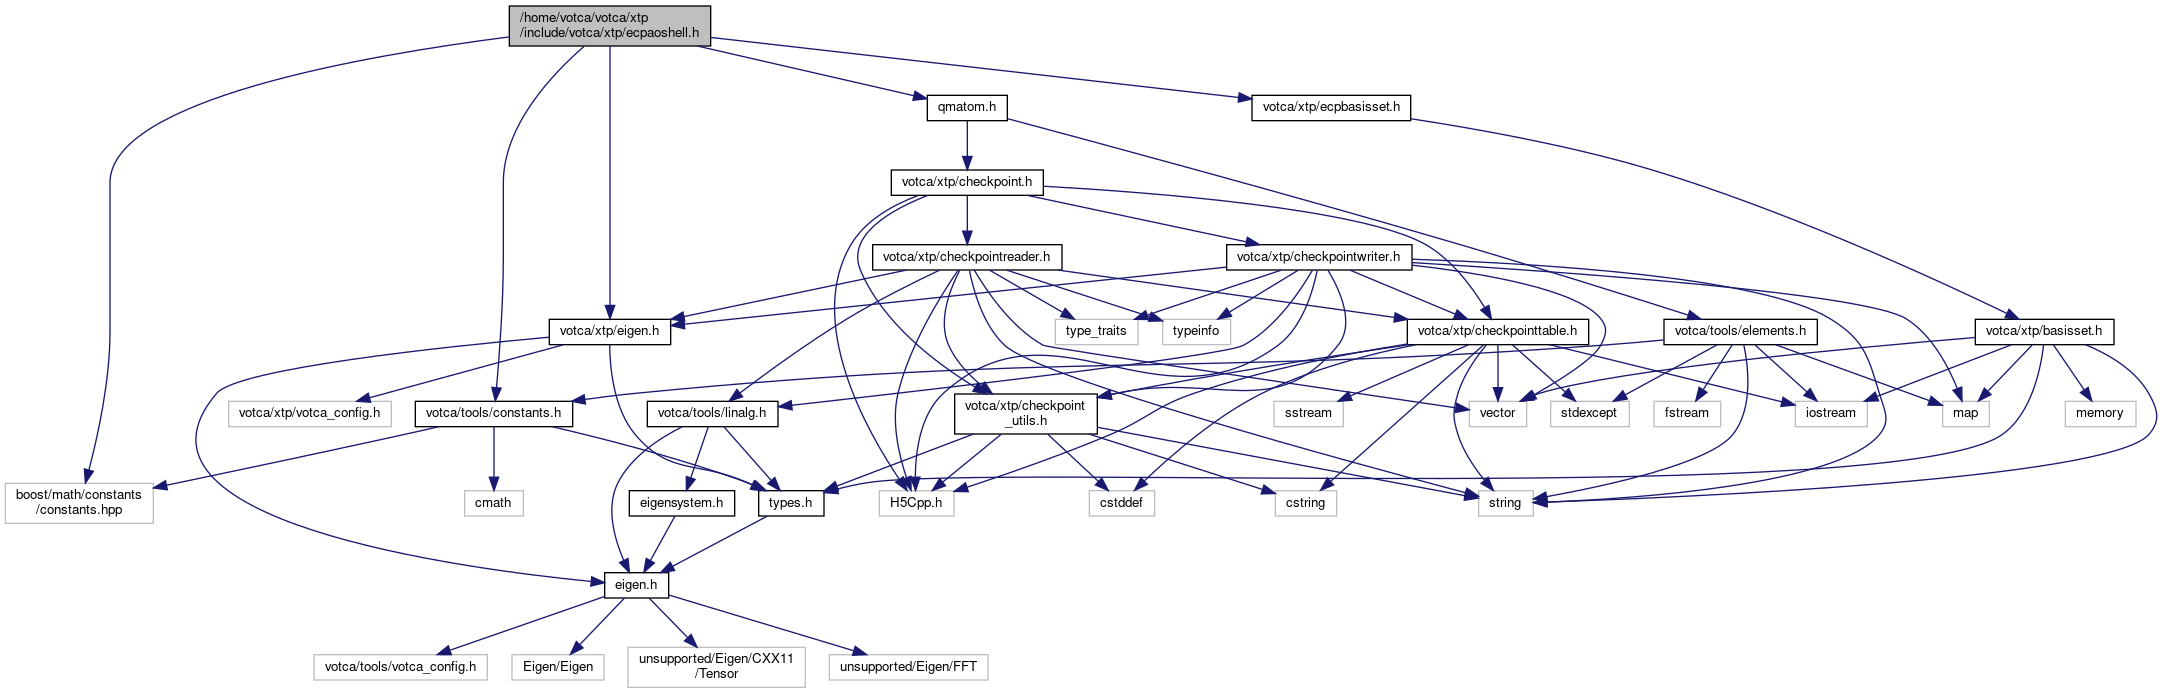 /home/votca/votca/xtp
/include/votca/xtp/ecpaoshell.h
qmatom.h
votca/xtp/ecpbasisset.h
votca/xtp/checkpoint.h
votca/xtp/checkpointreader.h
votca/xtp/checkpointwriter.h
votca/xtp/eigen.h
type_traits
typeinfo
votca/xtp/checkpointtable.h
votca/tools/elements.h
votca/xtp/basisset.h
votca/xtp/votca_config.h
votca/tools/constants.h
votca/tools/linalg.h
votca/xtp/checkpoint
_utils.h
sstream
vector
stdexcept
fstream
iostream
map
memory
boost/math/constants
/constants.hpp
cmath
eigensystem.h
types.h
H5Cpp.h
cstddef
cstring
string
eigen.h
votca/tools/votca_config.h
Eigen/Eigen
unsupported/Eigen/CXX11
/Tensor
unsupported/Eigen/FFT